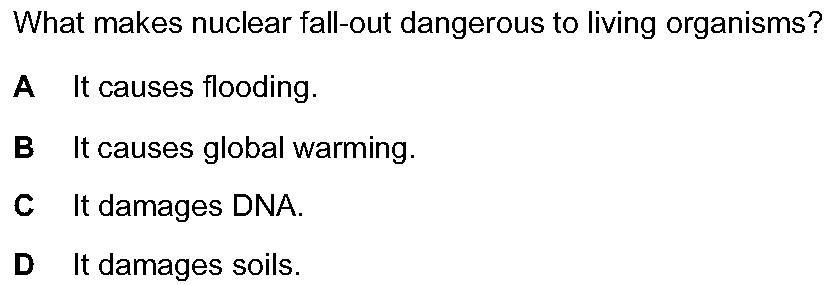 What makes nuclear fall-out dangerous to living organisms?
A It causes flooding.
B It causes global warming.
C It damages DNA.
D It damages soils.